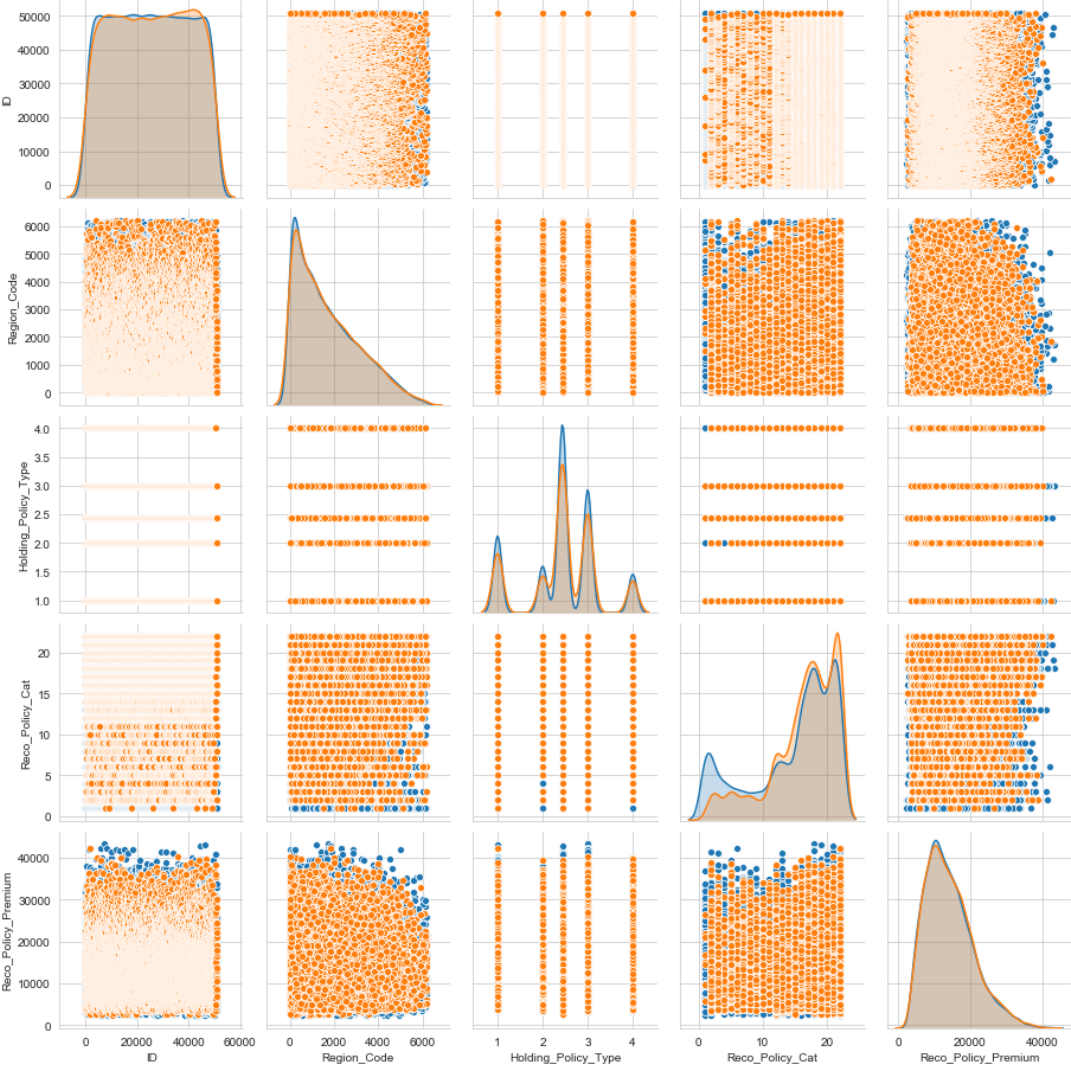 50000
40000
30000
20000
10000
0
ID
6000
5000
4000
3000
2000
1000
0
Region_Code
4.0
3.5
3.0
2.5
2.0
1.5
1.0
Holding_Policy_Type
20
15
10
5
0
Reco_Policy_Cat
40000
30000
20000
10000
0
Reco_Policy_Premium
0 20000 40000 60000
0 2000 4000 6000
1 2 3 4
0 10 20
0 20000 40000
ID
Region_Code
Holding_Policy_Type
Reco_Policy_Cat
Reco_Policy_Premium